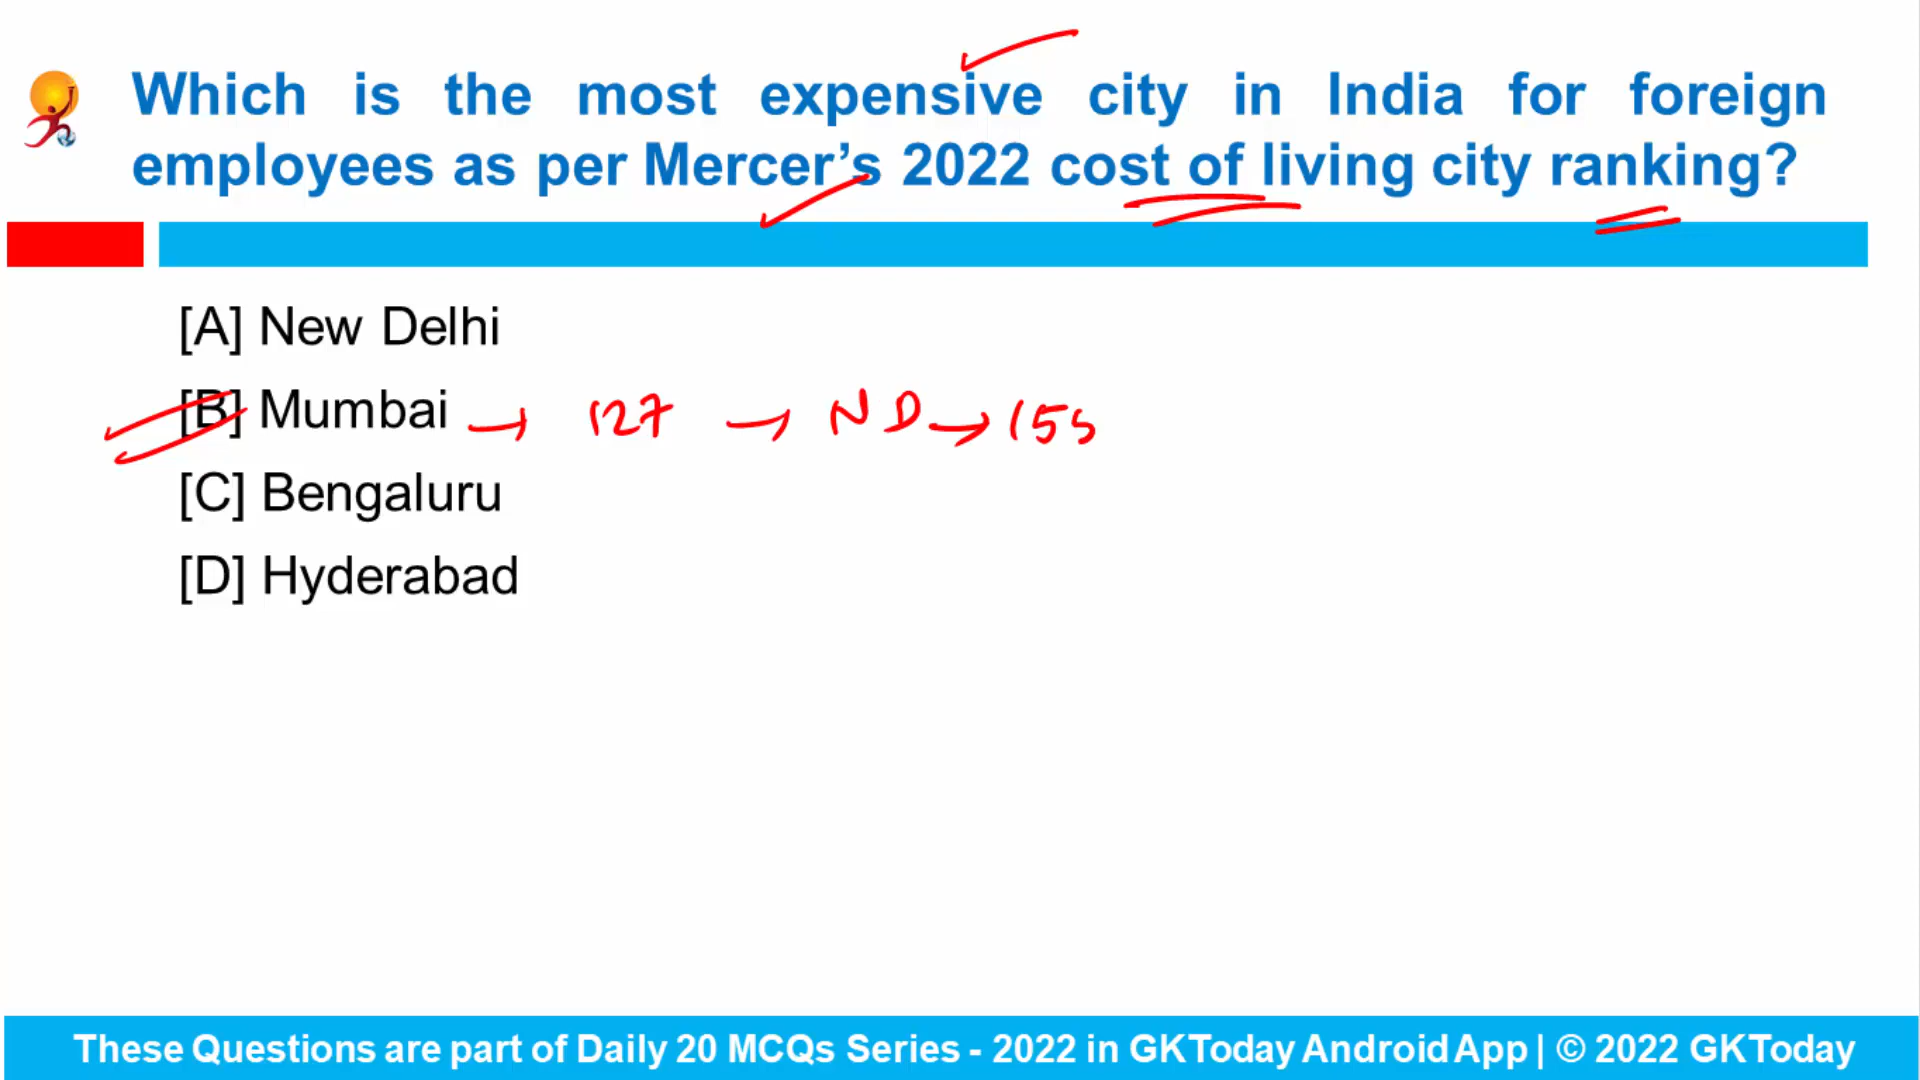 Which is the most expensive city in India for foreign
employees as per Mercer’s 2022 cost of living city ranking?
[A] New Delhi
[B] Mumbai → 127 → ND → 155
[C] Bengaluru
[D] Hyderabad
These Questions are part of Daily 20 MCQs Series - 2022 in GKToday Android App | © 2022 GKToday